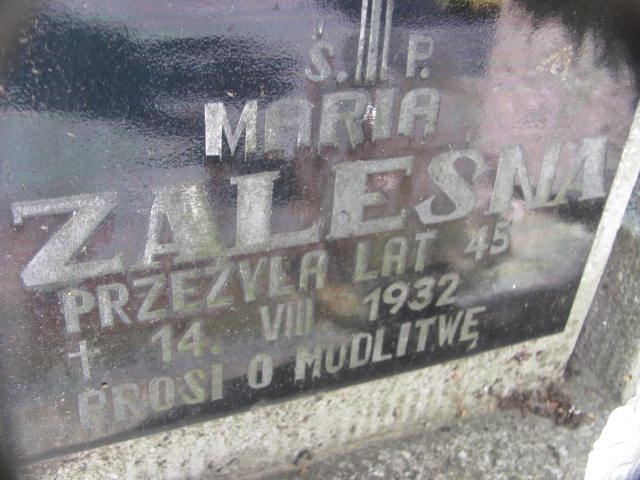 Ś. P.
MARIA
ZALESNA
PRZEŻYŁA LAT 45
† 14. VIII 1932
PROSI O MODLITWĘ